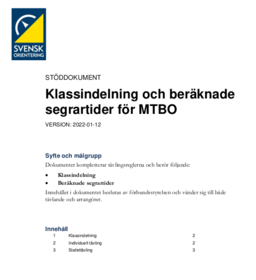 SVENSK
ORIENTERING
STÖDDOKUMENT
Klassindelning och beräknade
segrartider för MTBO
VERSION: 2022-01-12
Syfte och målgrupp
Dokumentet kompletterar tävlingsreglerna och berör följande:
• Klassindelning
• Beräknade segrartider
Innehållet i dokumentet beslutas av förbundsstyrelsen och vänder sig till både
tävlande och arrangörer.
Innehåll
1 Klassindelning 2
2 Individuell tävling 2
3 Stafettävling 3